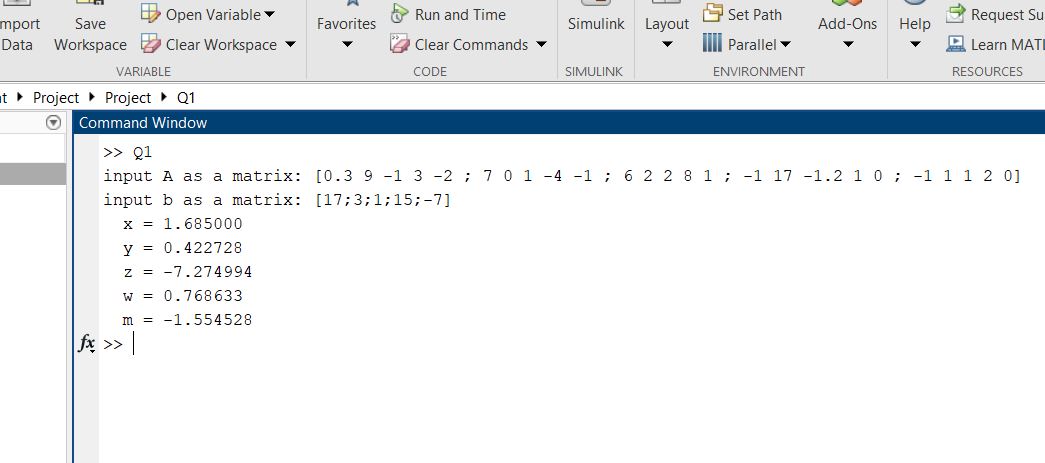 mport
Data
Save
Workspace
Open Variable
Clear Workspace
VARIABLE
Favorites
Run and Time
Clear Commands
CODE
Simulink
SIMULINK
Layout
Set Path
Parallel
Add-Ons
ENVIRONMENT
Help
Request Su
Learn MATL
RESOURCES
t Project Project Q1
Command Window
>> Q1
input A as a matrix: [0.3 9 -1 3 -2 ; 7 0 1 -4 -1 ; 6 2 2 8 1 ; -1 17 -1.2 1 0 ; -1 1 1 2 0]
input b as a matrix: [17;3;1;15;-7]
x = 1.685000
y = 0.422728
z = -7.274994
w = 0.768633
m = -1.554528
fx >>